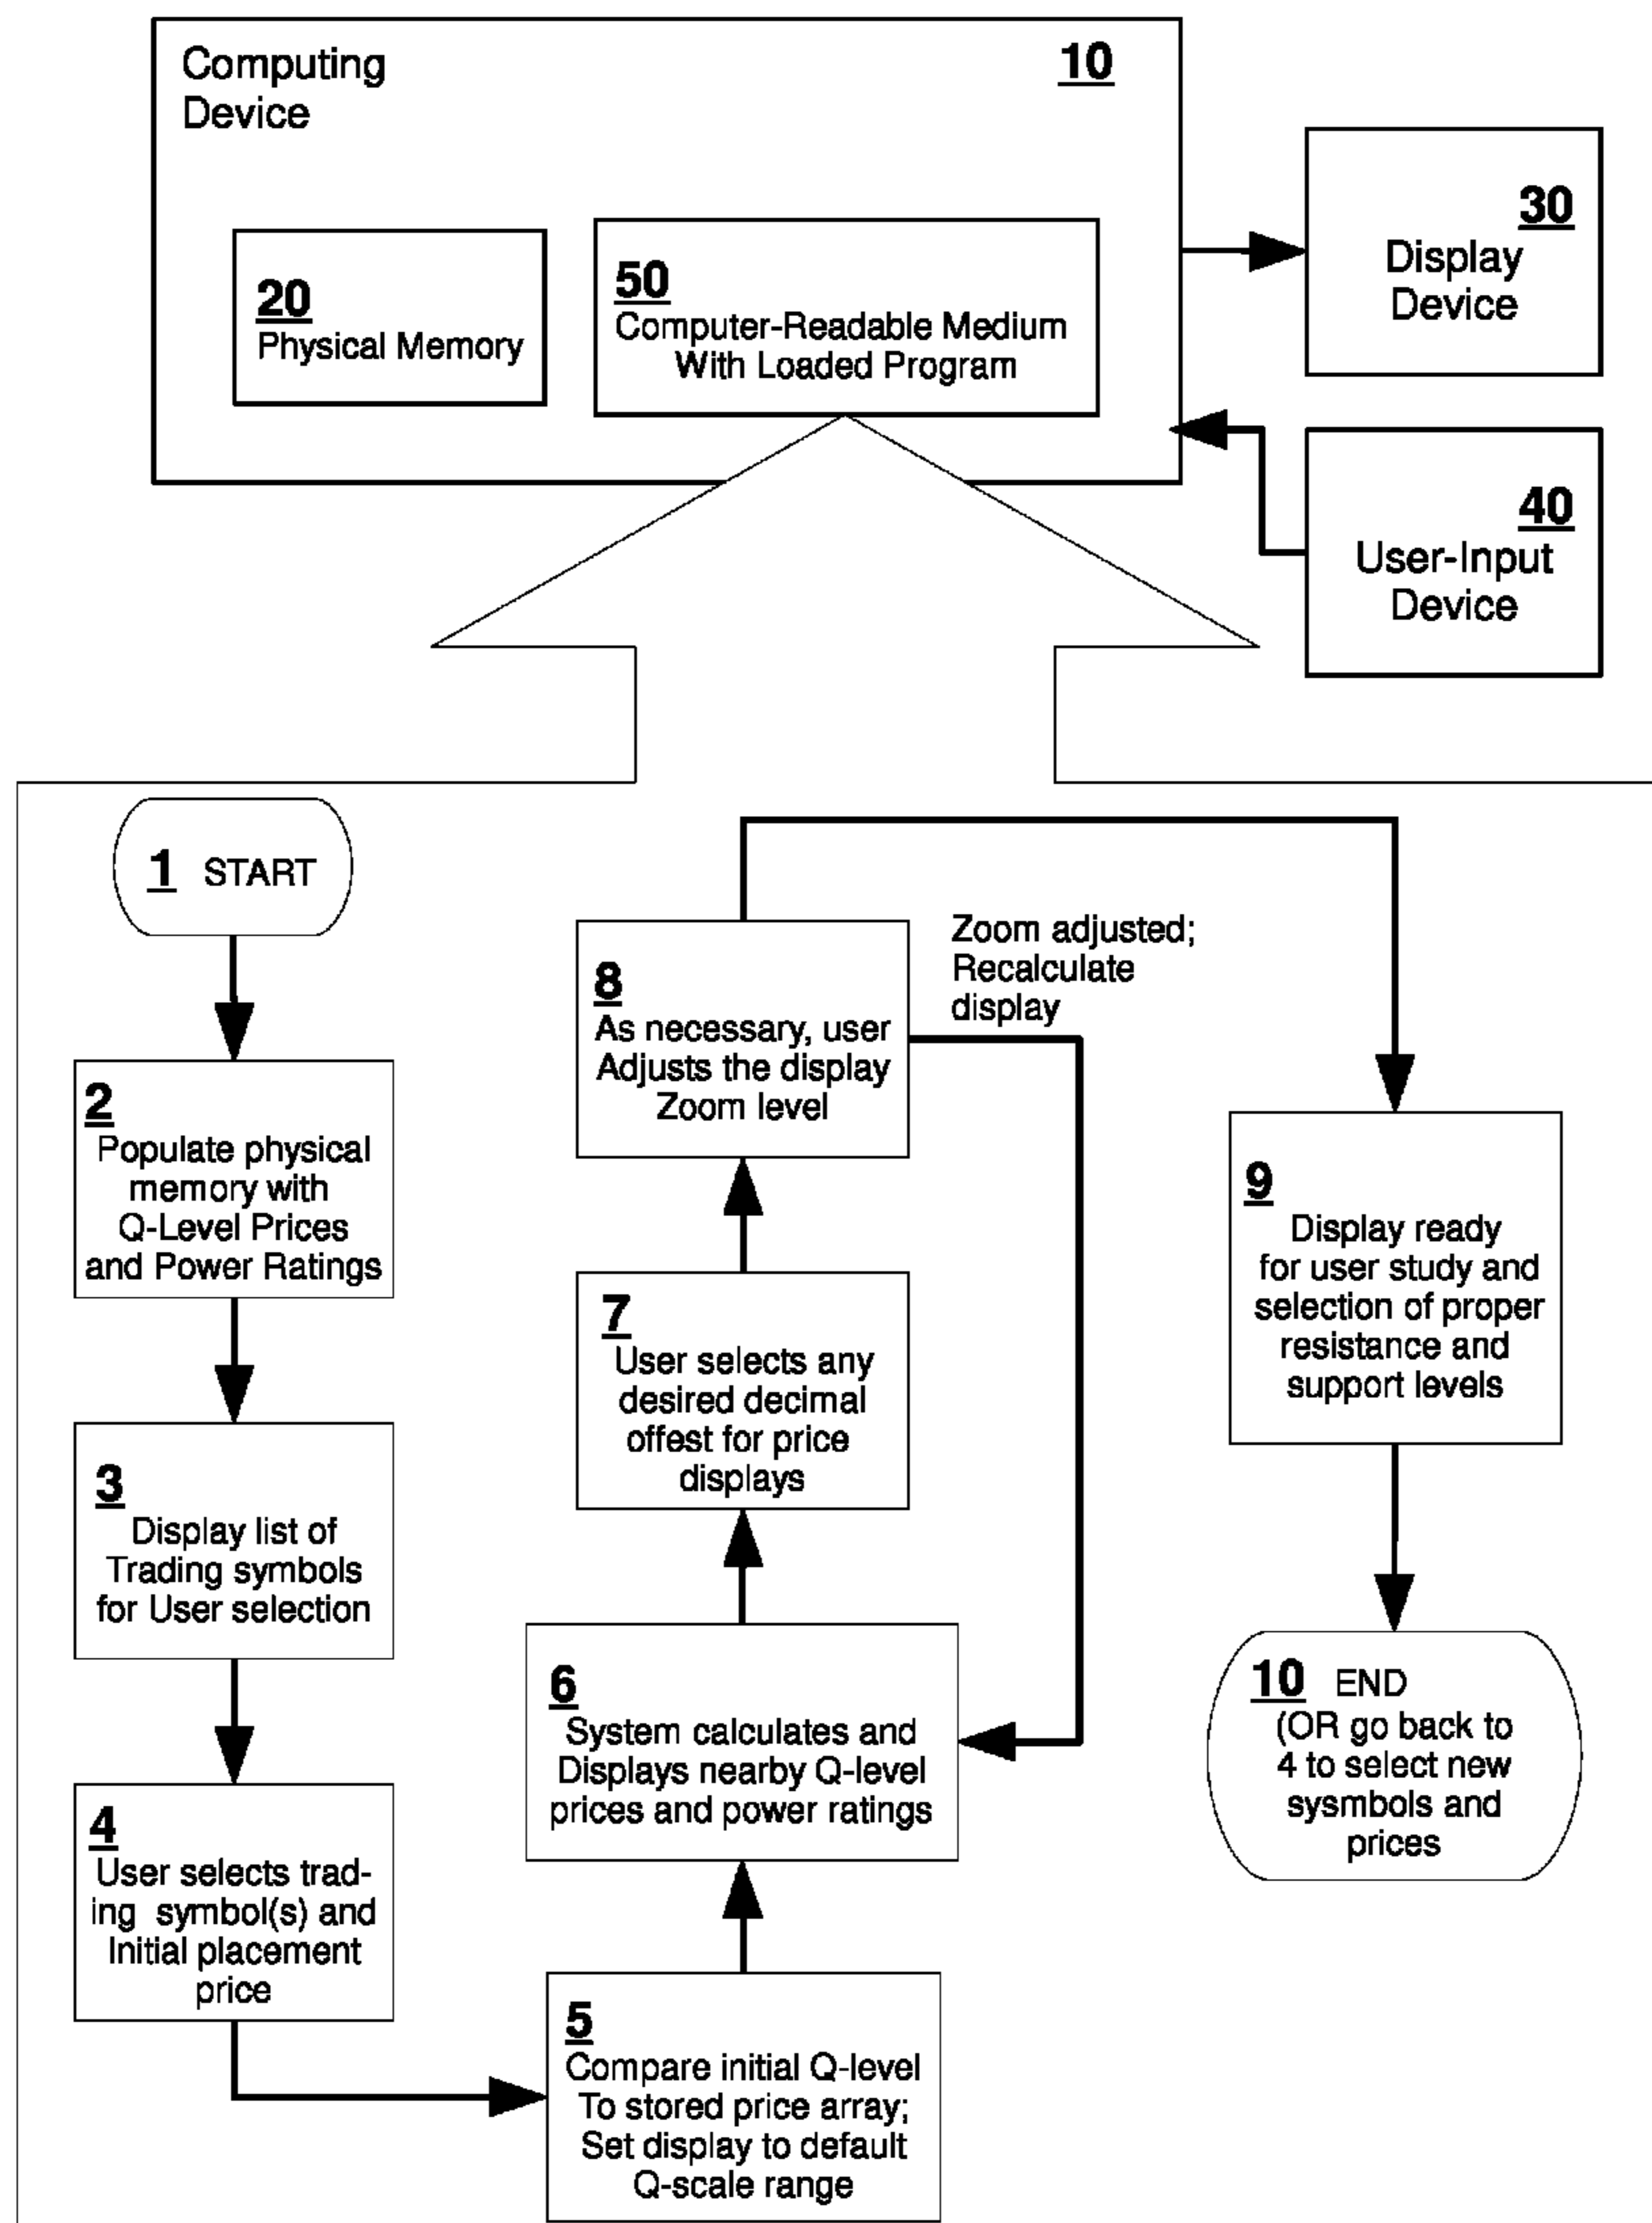 Computing
Device
10
20
Physical Memory
50
Computer-Readable Medium
With Loaded Program
30
Display
Device
40
User-Input
Device
1 START
2
Populate physical
memory with
Q-Level Prices
and Power Ratings
3
Display list of
Trading symbols
for User selection
4
User selects trad-
ing symbol(s) and
Initial placement
price
5
Compare initial Q-level
To stored price array;
Set display to default
Q-scale range
6
System calculates and
Displays nearby Q-level
prices and power ratings
7
User selects any
desired decimal
offest for price
displays
8
As necessary, user
Adjusts the display
Zoom level
Zoom adjusted;
Recalculate
display
9
Display ready
for user study and
selection of proper
resistance and
support levels
10 END
(OR go back to
4 to select new
sysmbols and
prices